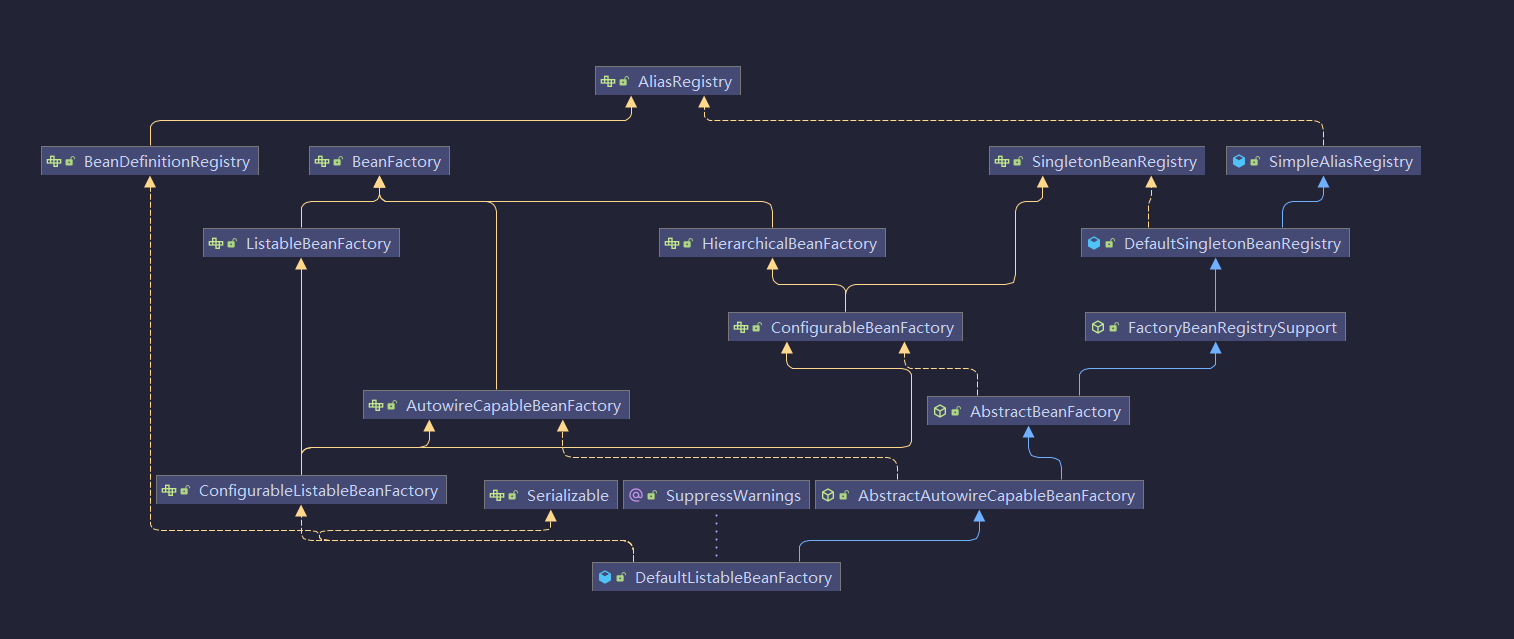 AliasRegistry
BeanDefinitionRegistry
BeanFactory
SingletonBeanRegistry
SimpleAliasRegistry
ListableBeanFactory
HierarchicalBeanFactory
DefaultSingletonBeanRegistry
ConfigurableBeanFactory
FactoryBeanRegistrySupport
AutowireCapableBeanFactory
AbstractBeanFactory
ConfigurableListableBeanFactory
Serializable
@ SuppressWarnings
AbstractAutowireCapableBeanFactory
DefaultListableBeanFactory